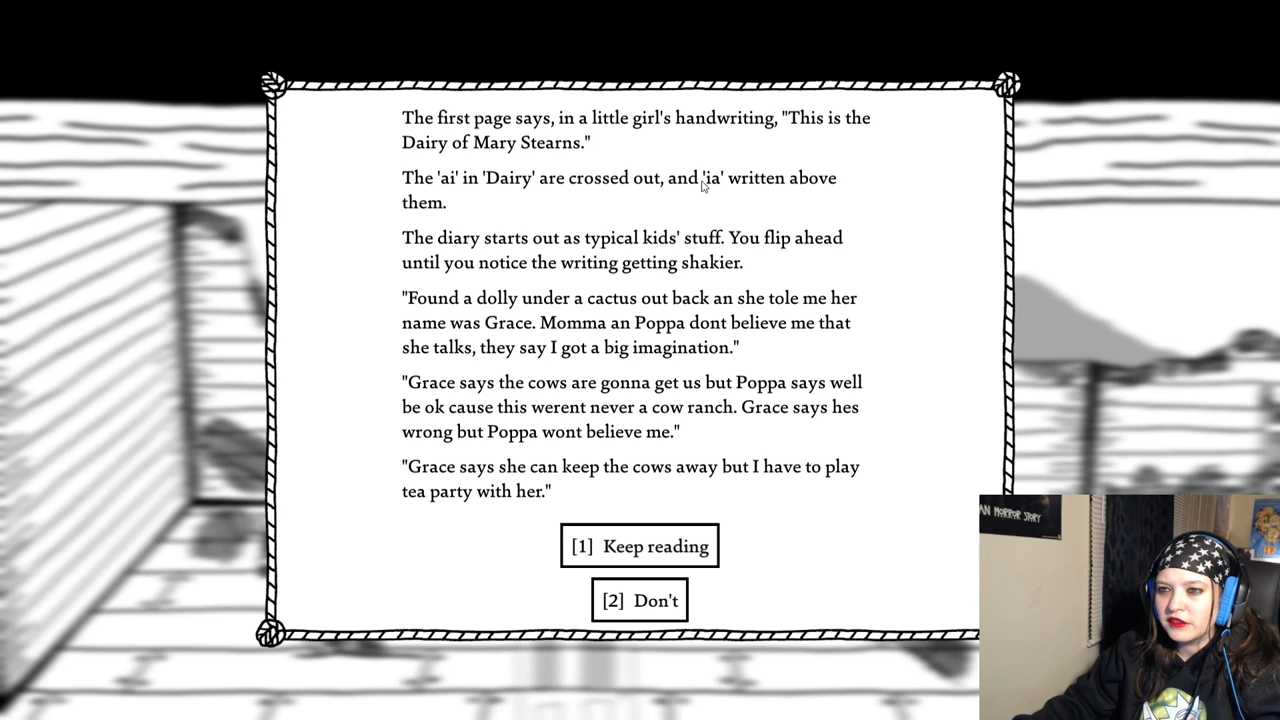 The first page says, in a little girl's handwriting, "This is the
Dairy of Mary Stearns."
The 'ai' in 'Dairy' are crossed out, and 'ia' written above
them.
The diary starts out as typical kids' stuff. You flip ahead
until you notice the writing getting shakier.
"Found a dolly under a cactus out back an she tole me her
name was Grace. Momma an Poppa dont believe me that
she talks, they say I got a big imagination."
"Grace says the cows are gonna get us but Poppa says well
be ok cause this werent never a cow ranch. Grace says hes
wrong but Poppa wont believe me."
"Grace says she can keep the cows away but I have to play
tea party with her."
[1] Keep reading
[2] Don't
AN HORROR STORY